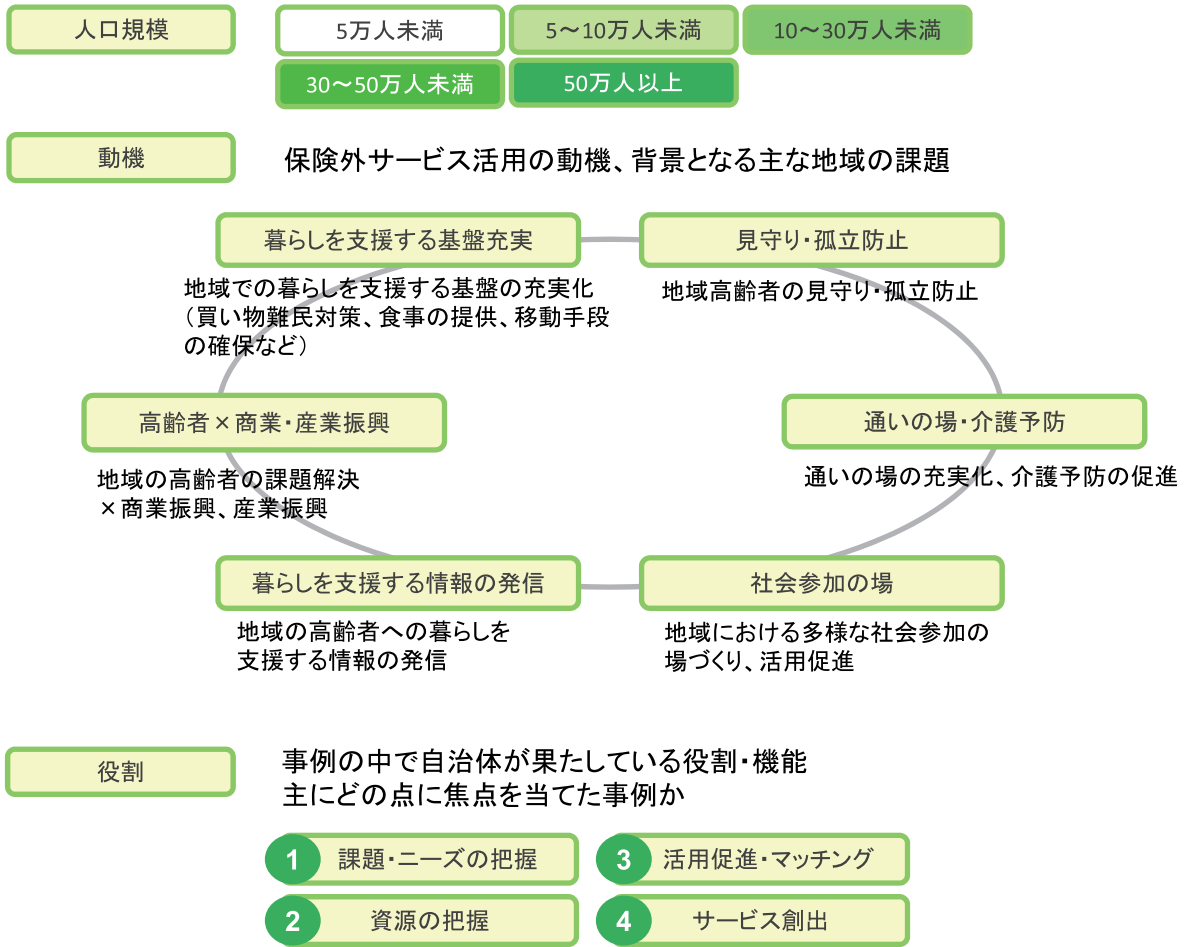 人口規模
5万人未満
5～10万人未満
10～30万人未満
30～50万人未満
50万人以上
動機
保険外サービス活用の動機、背景となる主な地域の課題
暮らしを支援する基盤充実
地域での暮らしを支援する基盤の充実化
（買い物難民対策、食事の提供、移動手段
の確保など）
見守り・孤立防止
地域高齢者の見守り・孤立防止
高齢者×商業・産業振興
地域の高齢者の課題解決
×商業振興、産業振興
通いの場・介護予防
通いの場の充実化、介護予防の促進
暮らしを支援する情報の発信
地域の高齢者への暮らしを
支援する情報の発信
社会参加の場
地域における多様な社会参加の
場づくり、活用促進
役割
事例の中で自治体が果たしている役割・機能
主にどの点に焦点を当てた事例か
1 課題・ニーズの把握
2 資源の把握
3 活用促進・マッチング
4 サービス創出